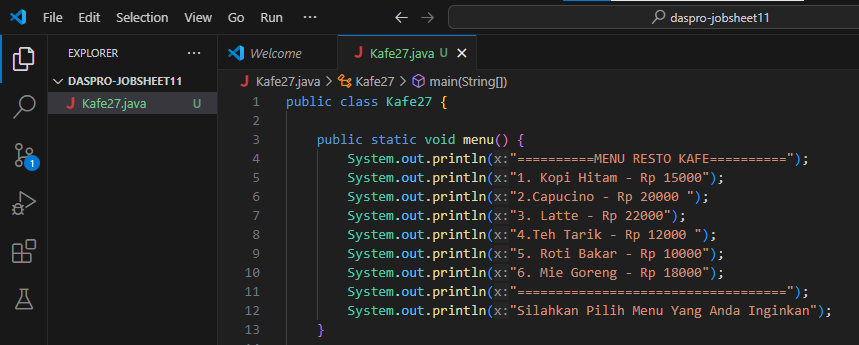 File Edit Selection View Go Run ··· daspro-jobsheet11
EXPLORER ···
DASPRO-JOBSHEET11
J Kafe27.java U
1
Welcome J Kafe27.java U
J Kafe27.java > Kafe27 > main(String[])
1 public class Kafe27 {
2
3 public static void menu() {
4 System.out.println(x:"==========MENU RESTO KAFE==========");
5 System.out.println(x:"1. Kopi Hitam - Rp 15000");
6 System.out.println(x:"2.Capucino - Rp 20000 ");
7 System.out.println(x:"3. Latte - Rp 22000");
8 System.out.println(x:"4.Teh Tarik - Rp 12000 ");
9 System.out.println(x:"5. Roti Bakar - Rp 10000");
10 System.out.println(x:"6. Mie Goreng - Rp 18000");
11 System.out.println(x:"===================================");
12 System.out.println(x:"Silahkan Pilih Menu Yang Anda Inginkan");
13 }